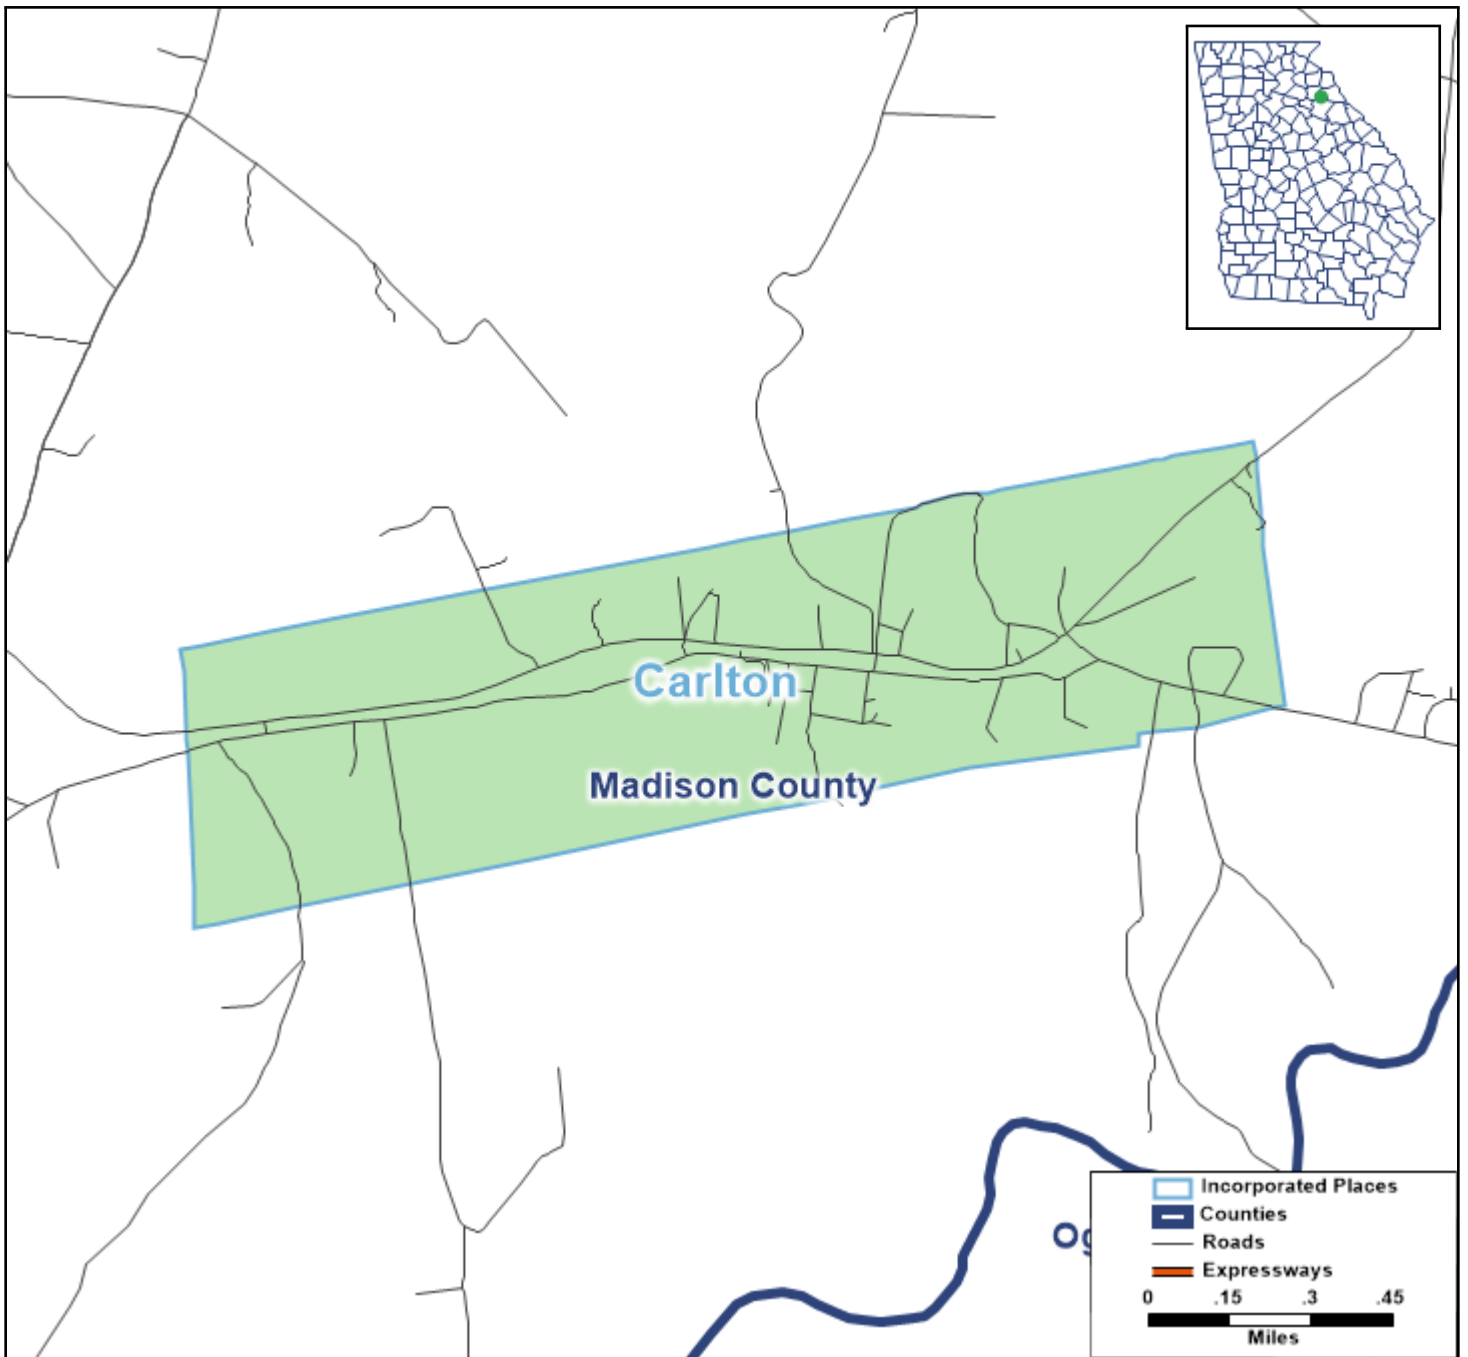 Carlton
Madison County
Incorporated Places
Counties
Roads
Expressways
0 .15 .3 .45
Miles